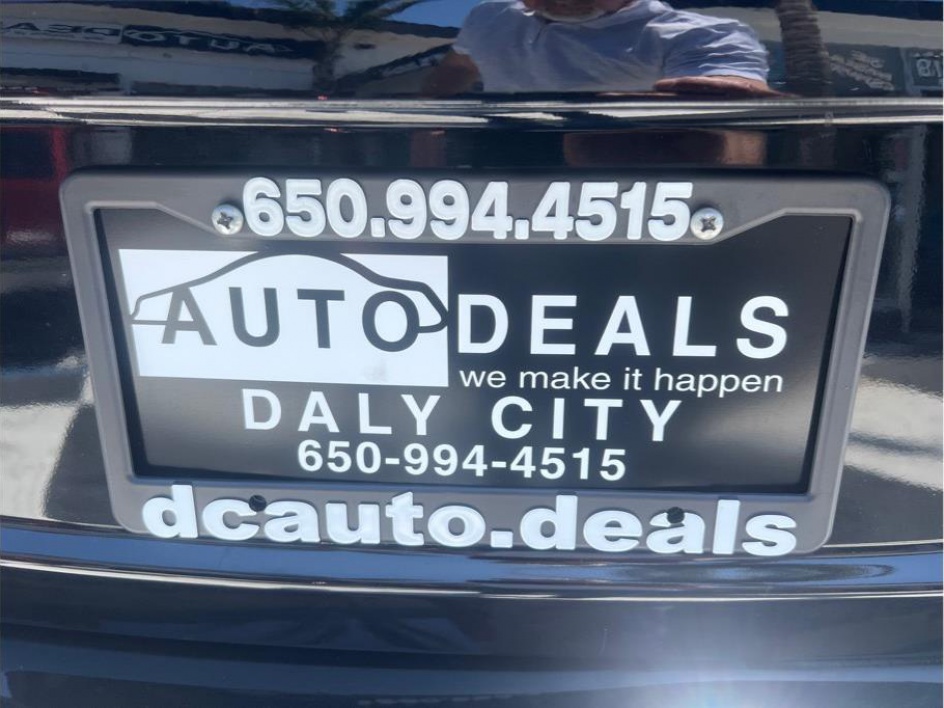 650.994.4515
AUTO DEALS
we make it happen
DALY CITY
650-994-4515
dcauto.deals